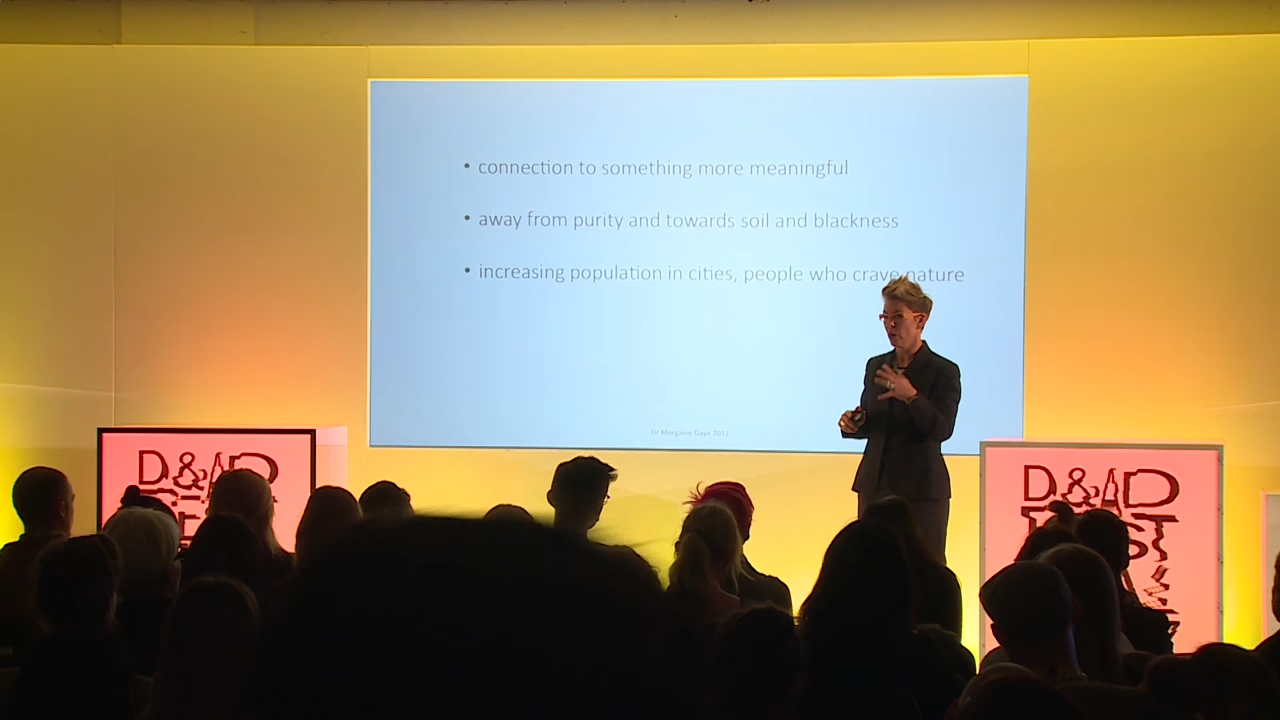 • connection to something more meaningful
• away from purity and towards soil and blackness
• increasing population in cities, people who crave nature
Dr Morgaine Gaye 2017
D&AD
D&AD